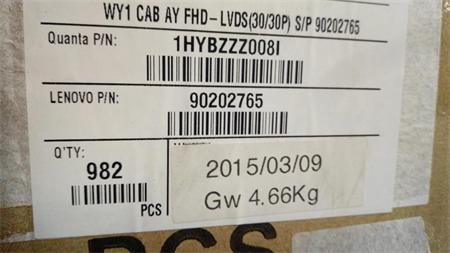 WY1 CAB AY FHD-LVDS(30/30P) S/P 90202765
Quanta P/N: 1HYBZZZ008I
LENOVO P/N: 90202765
Q'TY:
982
PCS
2015/03/09
Gw 4.66Kg
PCS